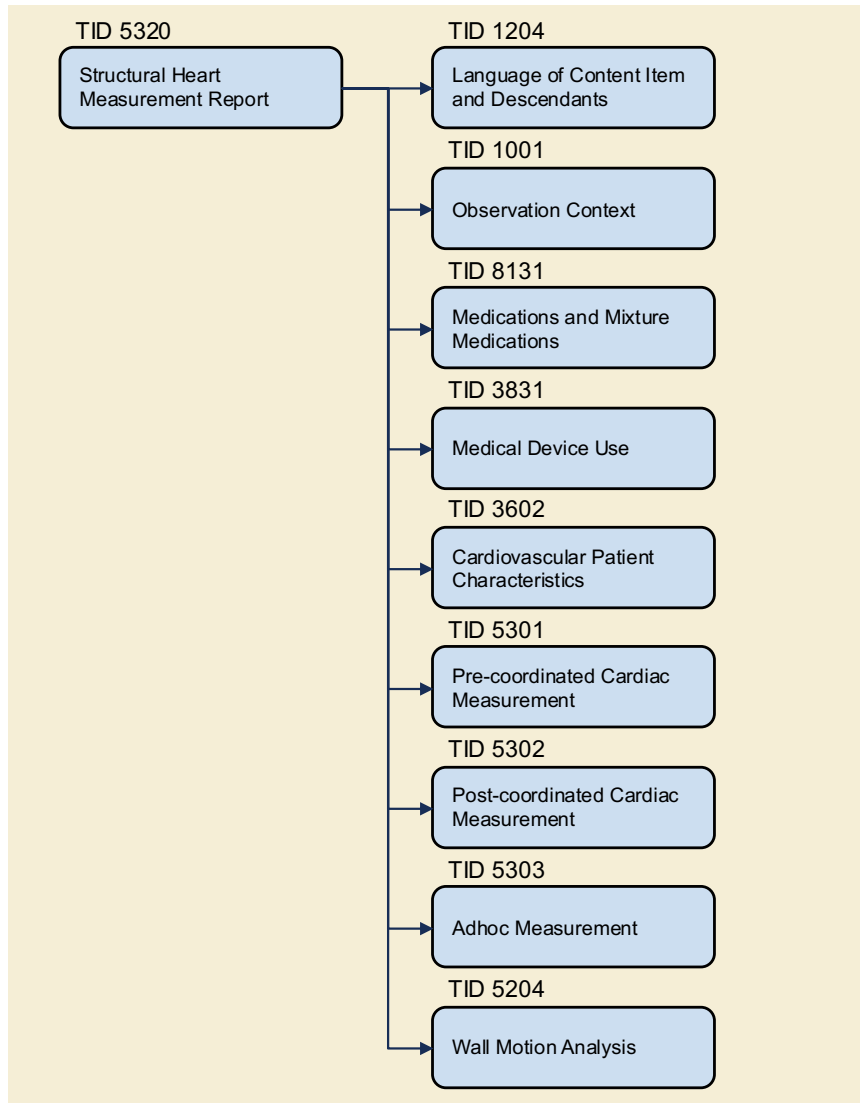 TID 5320
Structural Heart
Measurement Report
TID 1204
Language of Content Item
and Descendants
TID 1001
Observation Context
TID 8131
Medications and Mixture
Medications
TID 3831
Medical Device Use
TID 3602
Cardiovascular Patient
Characteristics
TID 5301
Pre-coordinated Cardiac
Measurement
TID 5302
Post-coordinated Cardiac
Measurement
TID 5303
Adhoc Measurement
TID 5204
Wall Motion Analysis